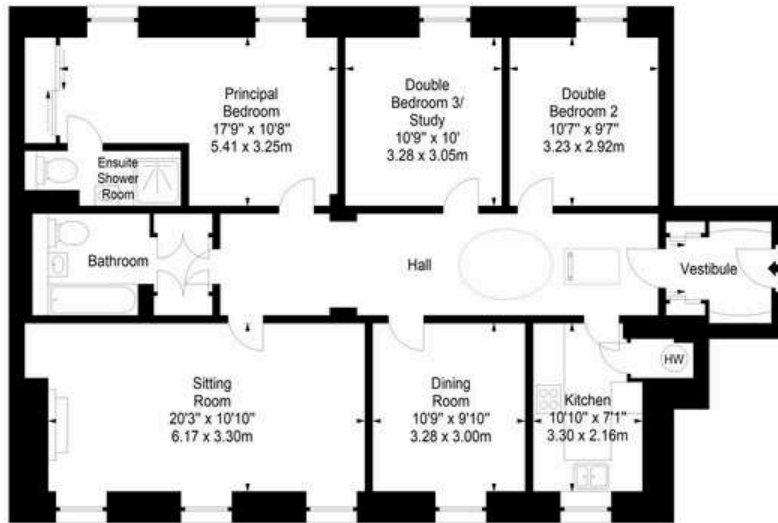 Principal
Bedroom
17'9" x 10'8"
5.41 x 3.25m
Double
Bedroom 3/
Study
10'9" x 10'
3.28 x 3.05m
Double
Bedroom 2
10'7" x 9'7"
3.23 x 2.92m
Ensuite
Shower
Room
Bathroom
Hall
Vestibule
Sitting
Room
20'3" x 10'10"
6.17 x 3.30m
Dining
Room
10'9" x 9'10"
3.28 x 3.00m
Kitchen
10'10" x 7'1"
3.30 x 2.16m
HW